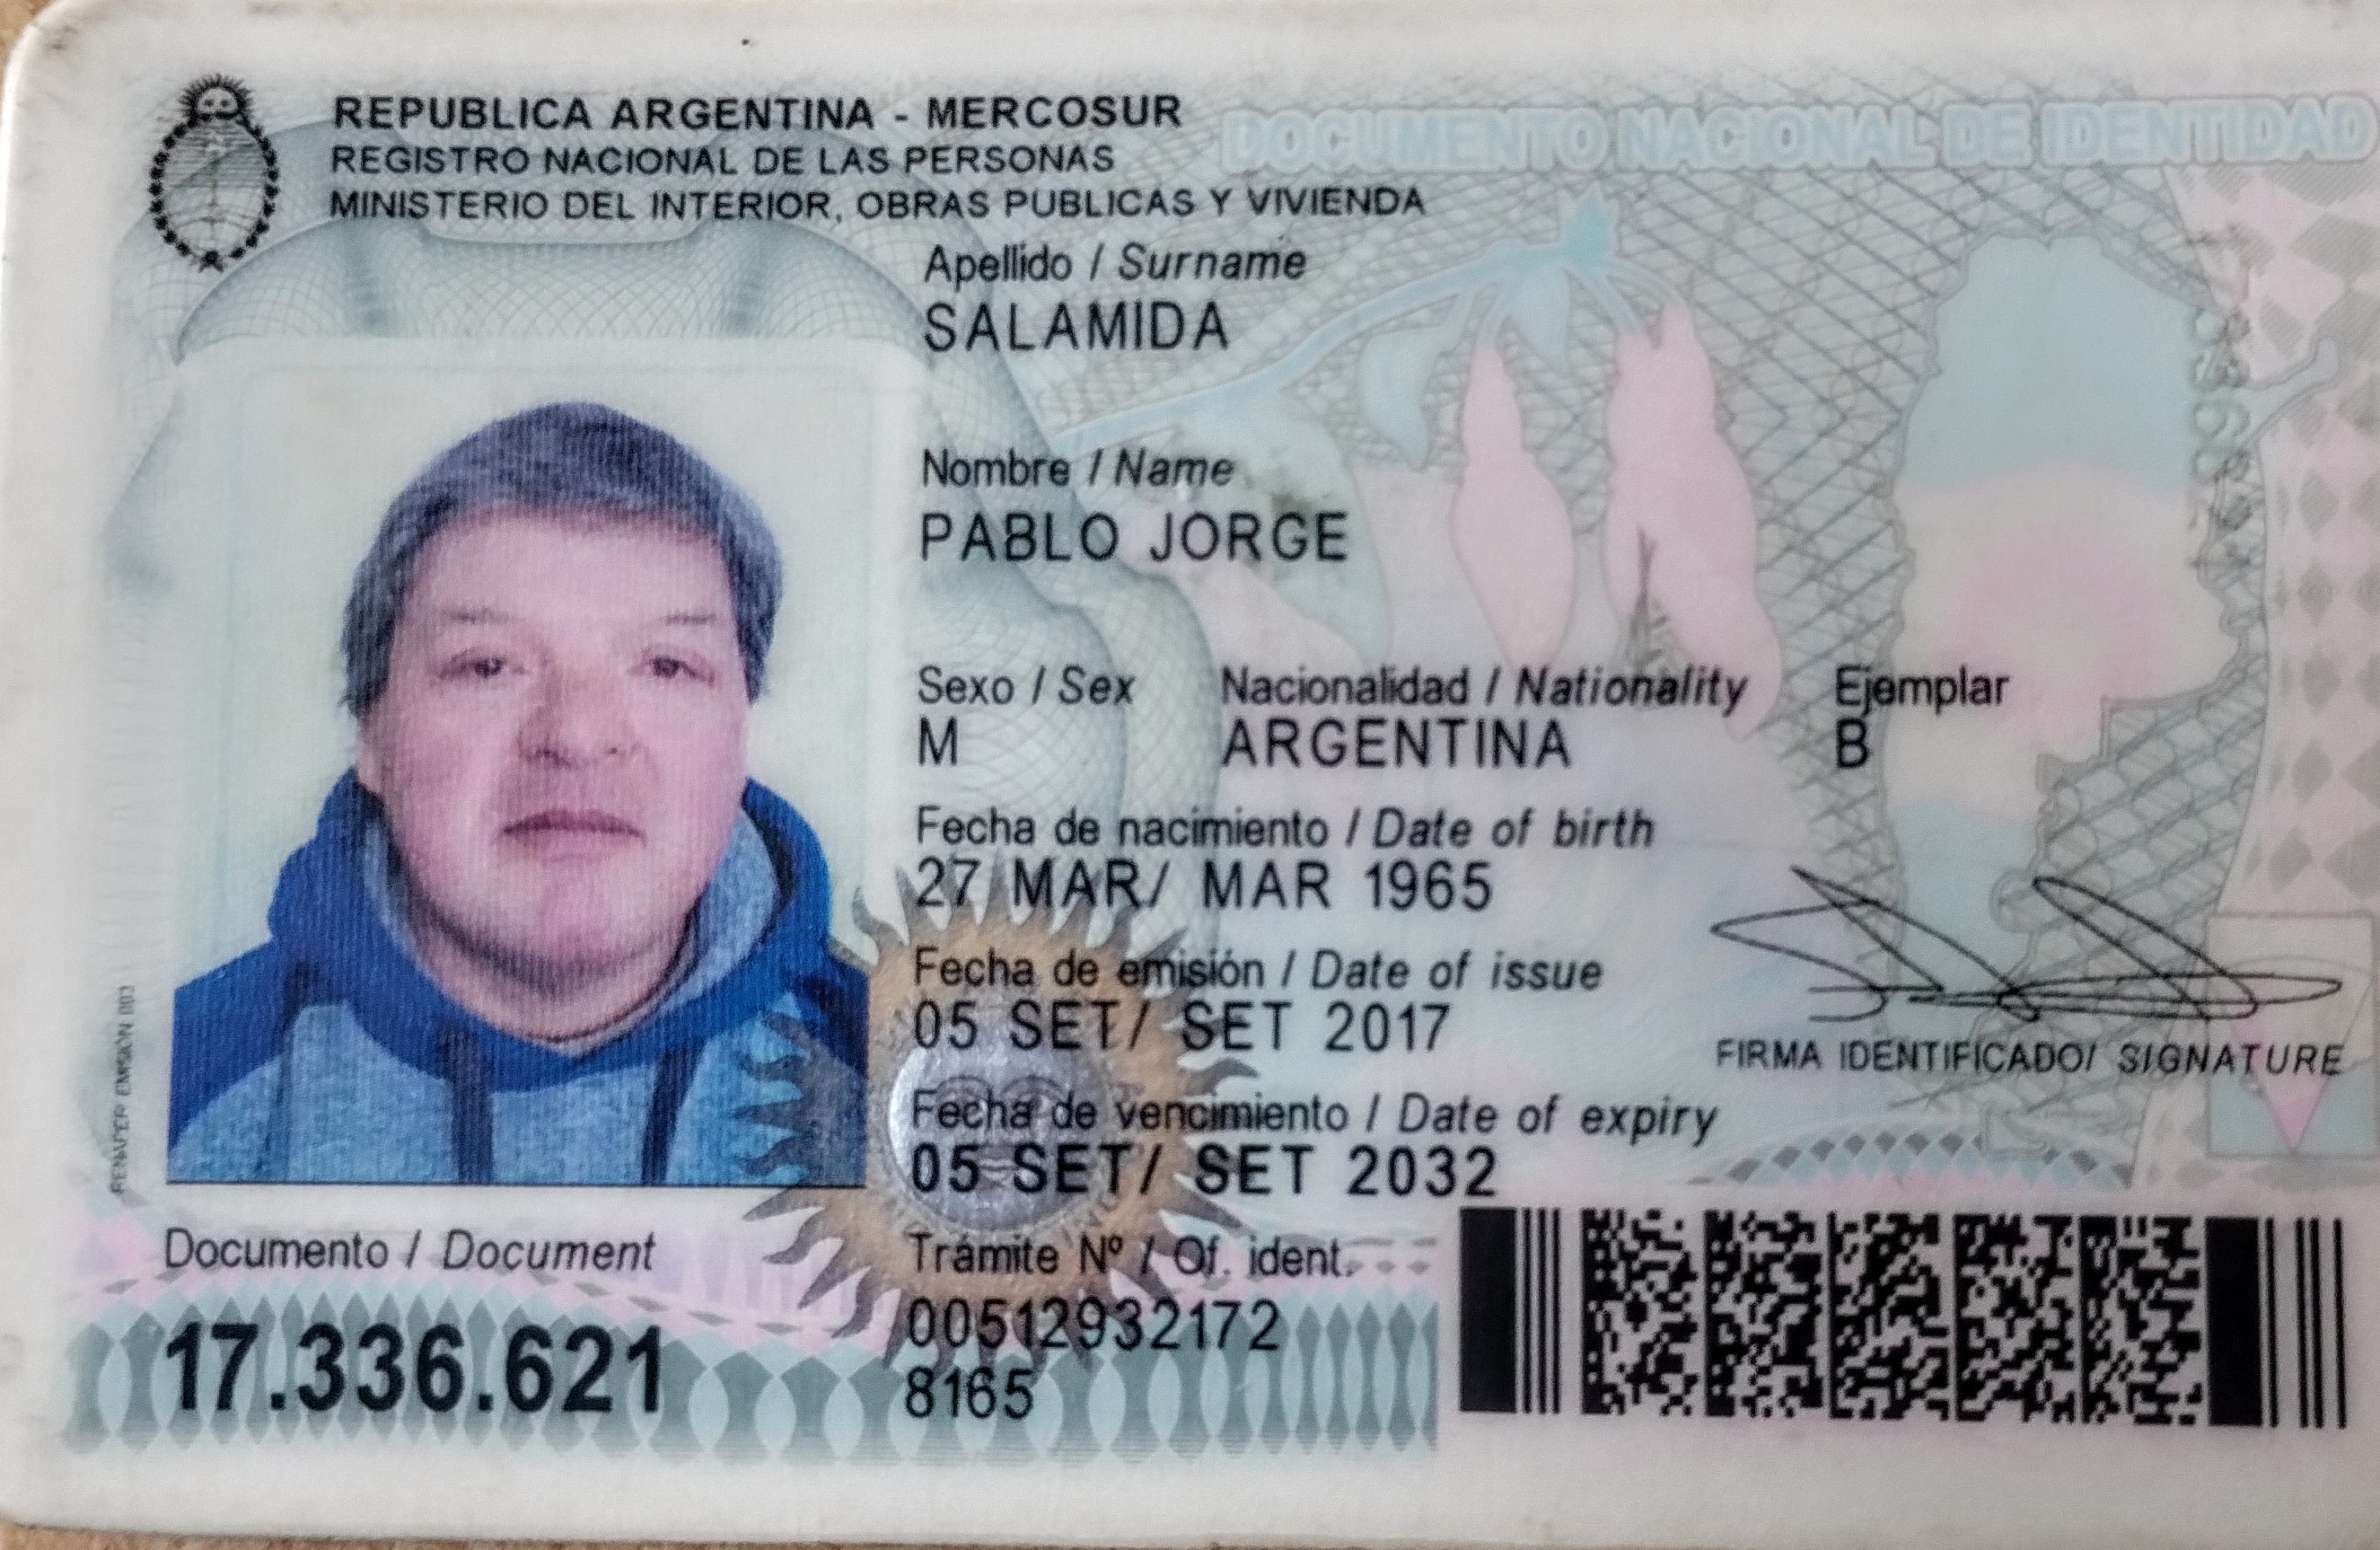 REPUBLICA ARGENTINA - MERCOSUR
REGISTRO NACIONAL DE LAS PERSONAS
MINISTERIO DEL INTERIOR, OBRAS PUBLICAS Y VIVIENDA
DOCUMENTO NACIONAL DE IDENTIDAD
Apellido / Surname
SALAMIDA
Nombre / Name
PABLO JORGE
Sexo / Sex Nacionalidad / Nationality Ejemplar
M ARGENTINA B
Fecha de nacimiento / Date of birth
27 MAR/ MAR 1965
Fecha de emisión / Date of issue
05 SET/ SET 2017
FIRMA IDENTIFICADO/ SIGNATURE
Fecha de vencimiento / Date of expiry
05 SET/ SET 2032
Documento / Document
17.336.621
Trámite Nº / Of. ident.
00512932172
8165